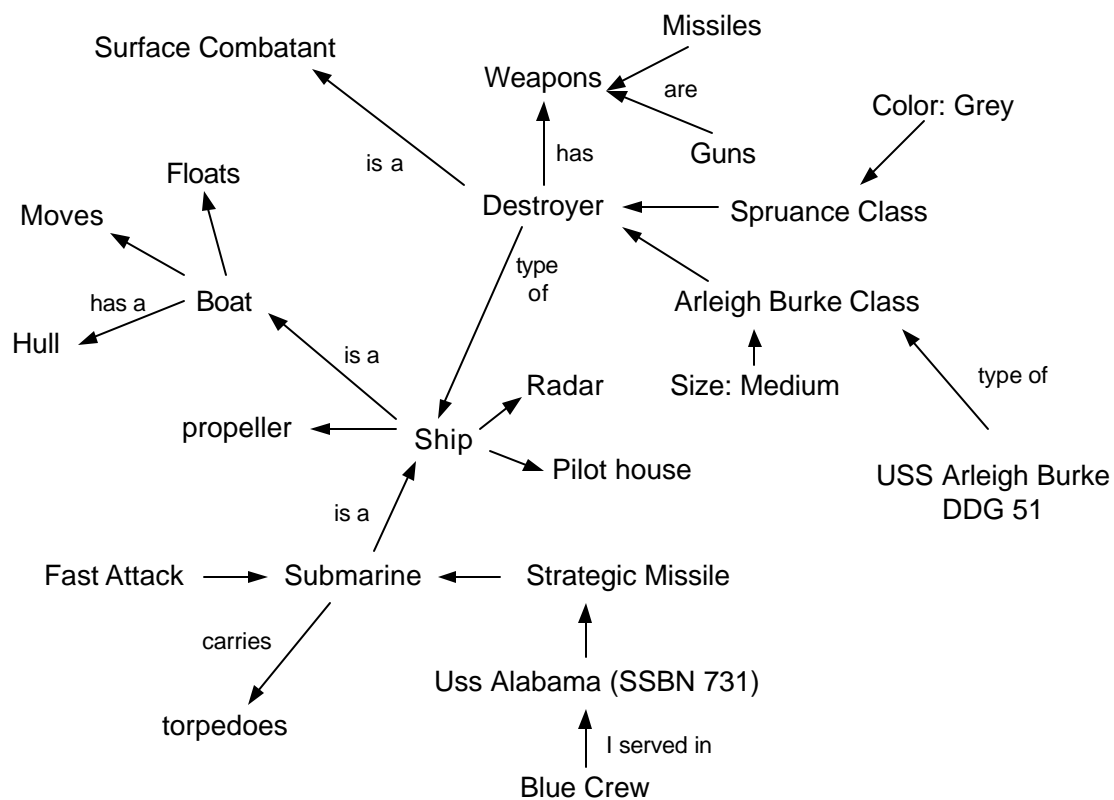 Missiles
Surface Combatant
Weapons
are
Color: Grey
has
Guns
is a
Floats
Destroyer
Spruance Class
Moves
type
of
has a
Boat
Arleigh Burke Class
Hull
is a
Radar
Size: Medium
type of
propeller
Ship
Pilot house
USS Arleigh Burke
DDG 51
is a
Fast Attack
Submarine
Strategic Missile
carries
Uss Alabama (SSBN 731)
torpedoes
I served in
Blue Crew